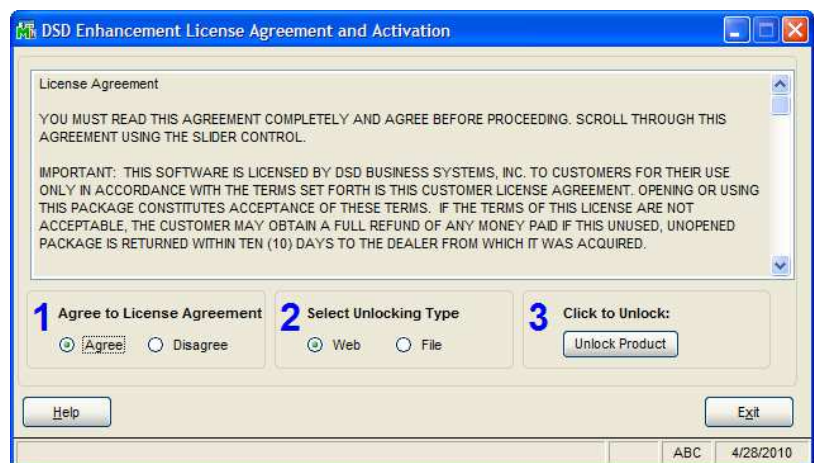 DSD Enhancement License Agreement and Activation
License Agreement
YOU MUST READ THIS AGREEMENT COMPLETELY AND AGREE BEFORE PROCEEDING. SCROLL THROUGH THIS
AGREEMENT USING THE SLIDER CONTROL.
IMPORTANT: THIS SOFTWARE IS LICENSED BY DSD BUSINESS SYSTEMS, INC. TO CUSTOMERS FOR THEIR USE
ONLY IN ACCORDANCE WITH THE TERMS SET FORTH IS THIS CUSTOMER LICENSE AGREEMENT. OPENING OR USING
THIS PACKAGE CONSTITUTES ACCEPTANCE OF THESE TERMS. IF THE TERMS OF THIS LICENSE ARE NOT
ACCEPTABLE, THE CUSTOMER MAY OBTAIN A FULL REFUND OF ANY MONEY PAID IF THIS UNUSED, UNOPENED
PACKAGE IS RETURNED WITHIN TEN (10) DAYS TO THE DEALER FROM WHICH IT WAS ACQUIRED.
1 Agree to License Agreement
Agree Disagree
2 Select Unlocking Type
Web File
3 Click to Unlock:
Unlock Product
Help
Exit
ABC 4/28/2010